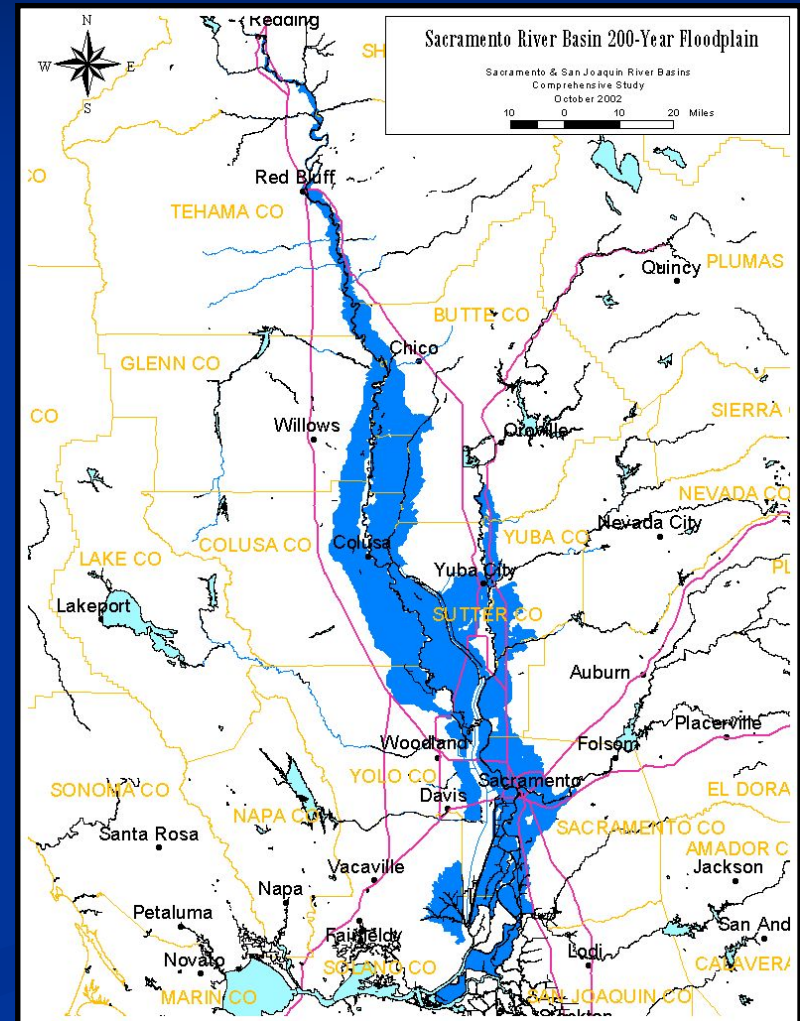 Redding
Sacramento River Basin 200-Year Floodplain
Sacramento & San Joaquin River Basins
Comprehensive Study
October 2002
10 0 10 20 Miles
N
W E
S
SH
CO
Red Bluff
TEHAMA CO
Quincy
PLUMAS
BUTTE CO
Chico
GLENN CO
CO
Willows
Oroville
SIERRA
NEVADA CO
Nevada City
YUBA CO
COLUSA CO
Colusa
LAKE CO
PL
Yuba City
Lakeport
SUTTER CO
Auburn
Placerville
Woodland
Folsom
YOLO CO
Sacramento
SONOMA CO
Davis
EL DORA
NAPA CO
SACRAMENTO CO
Santa Rosa
AMADOR C
Vacaville
Jackson
Napa
Petaluma
San And
Fairfield
Novato
Lodi
SOLANO CO
CALAVERA
MARIN CO
SAN JOAQUIN CO